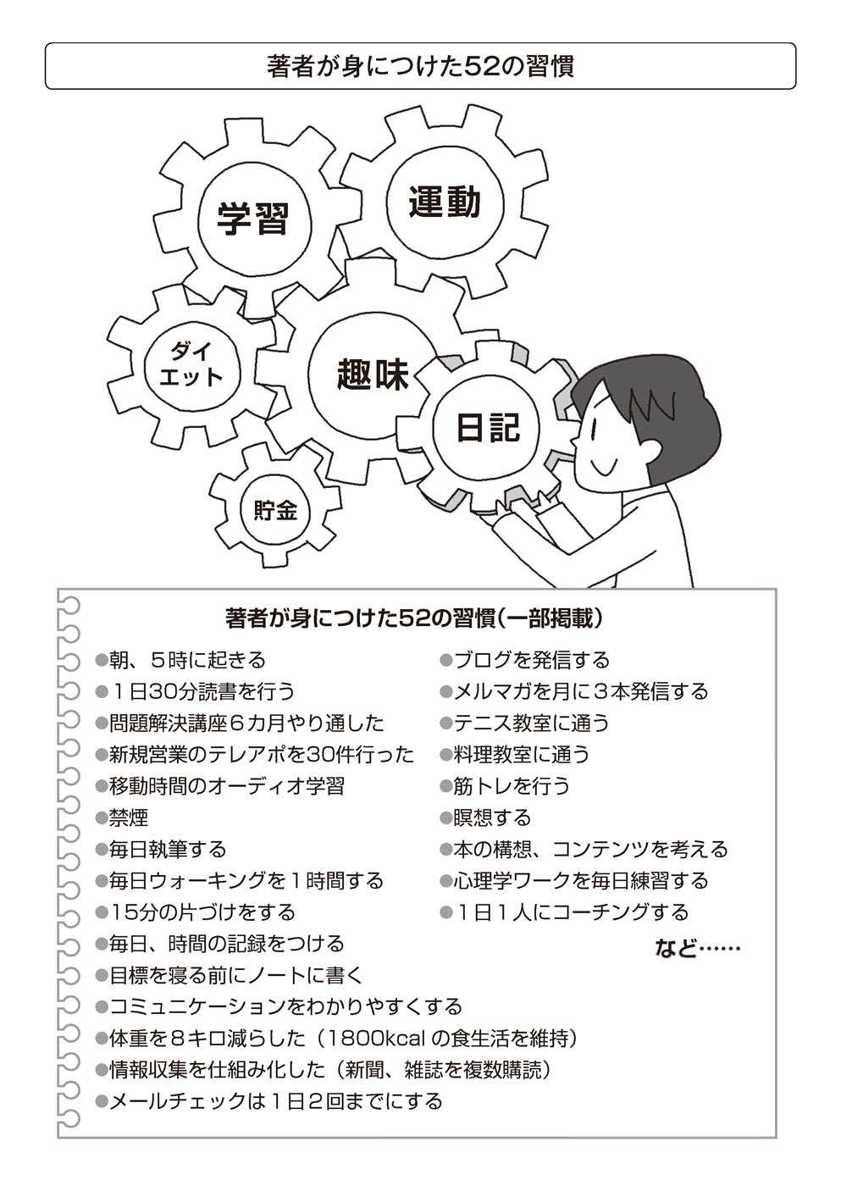 著者が身につけた52の習慣
学習
運動
ダイ
エット
趣味
日記
貯金
著者が身につけた52の習慣（一部掲載）
●朝、５時に起きる
●１日30分読書を行う
●問題解決講座６カ月やり通した
●新規営業のテレアポを30件行った
●移動時間のオーディオ学習
●禁煙
●毎日執筆する
●毎日ウォーキングを１時間する
●15分の片づけをする
●毎日、時間の記録をつける
●目標を寝る前にノートに書く
●コミュニケーションをわかりやすくする
●体重を８キロ減らした（1800kcal の食生活を維持）
●情報収集を仕組み化した（新聞、雑誌を複数購読）
●メールチェックは１日２回までにする
●ブログを発信する
●メルマガを月に３本発信する
●テニス教室に通う
●料理教室に通う
●筋トレを行う
●瞑想する
●本の構想、コンテンツを考える
●心理学ワークを毎日練習する
●１日１人にコーチングする
など……